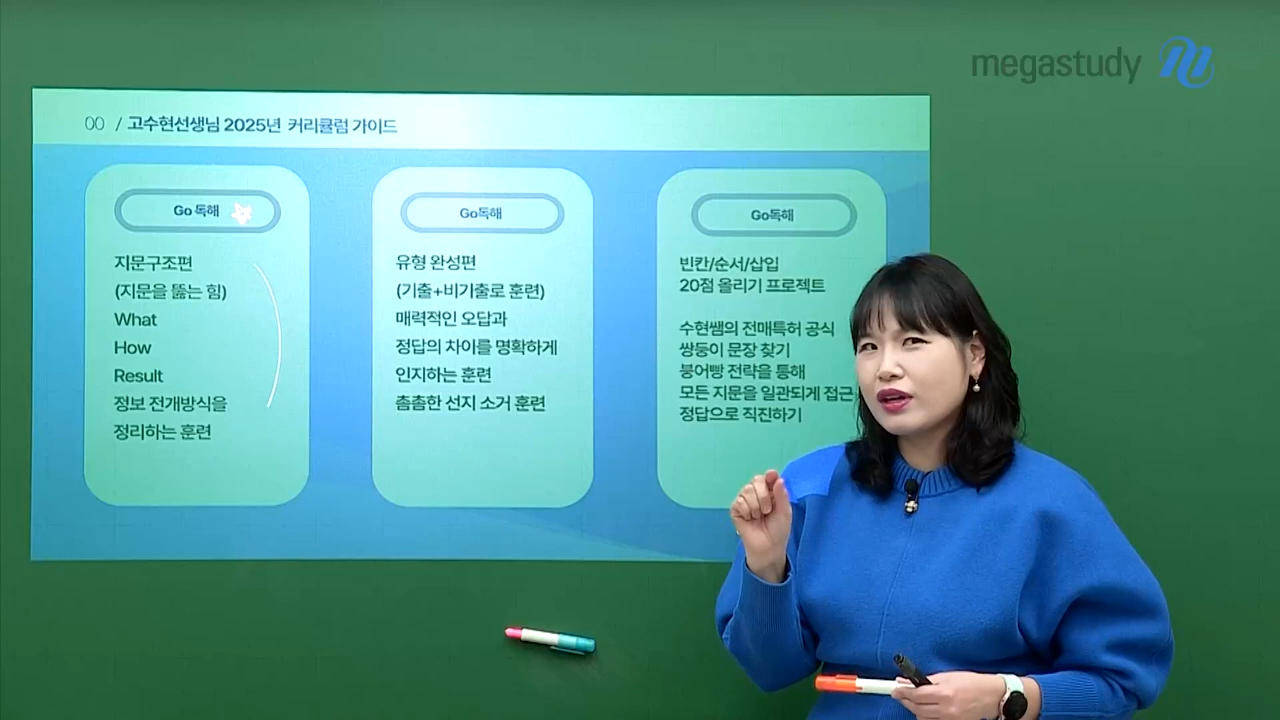 megastudy
00 / 고수현선생님 2025년 커리큘럼 가이드
Go 독해
지문구조편
(지문을 뚫는 힘)
What
How
Result
정보 전개방식을
정리하는 훈련
Go독해
유형 완성편
(기출+비기출로 훈련)
매력적인 오답과
정답의 차이를 명확하게
인지하는 훈련
촘촘한 선지 소거 훈련
Go독해
빈칸/순서/삽입
20점 올리기 프로젝트
수현쌤의 전매특허 공식
쌍둥이 문장 찾기
붕어빵 전략을 통해
모든 지문을 일관되게 접근
정답으로 직진하기